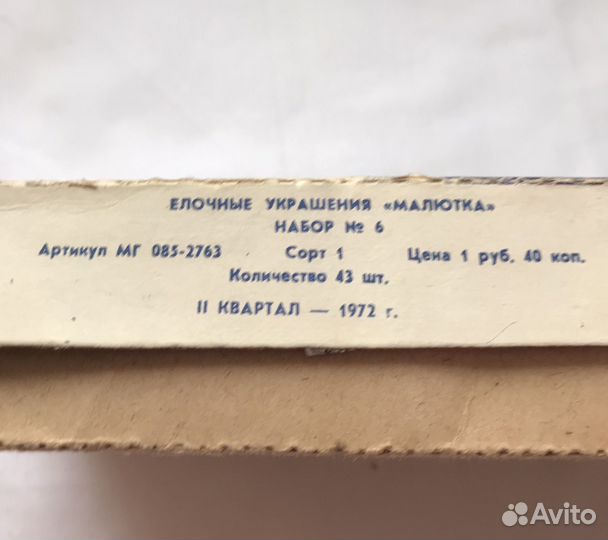 ЕЛОЧНЫЕ УКРАШЕНИЯ «МАЛЮТКА»
НАБОР № 6
Артикул МГ 085-2763 Сорт 1 Цена 1 руб. 40 коп.
Количество 43 шт.
II КВАРТАЛ — 1972 г.
Avito